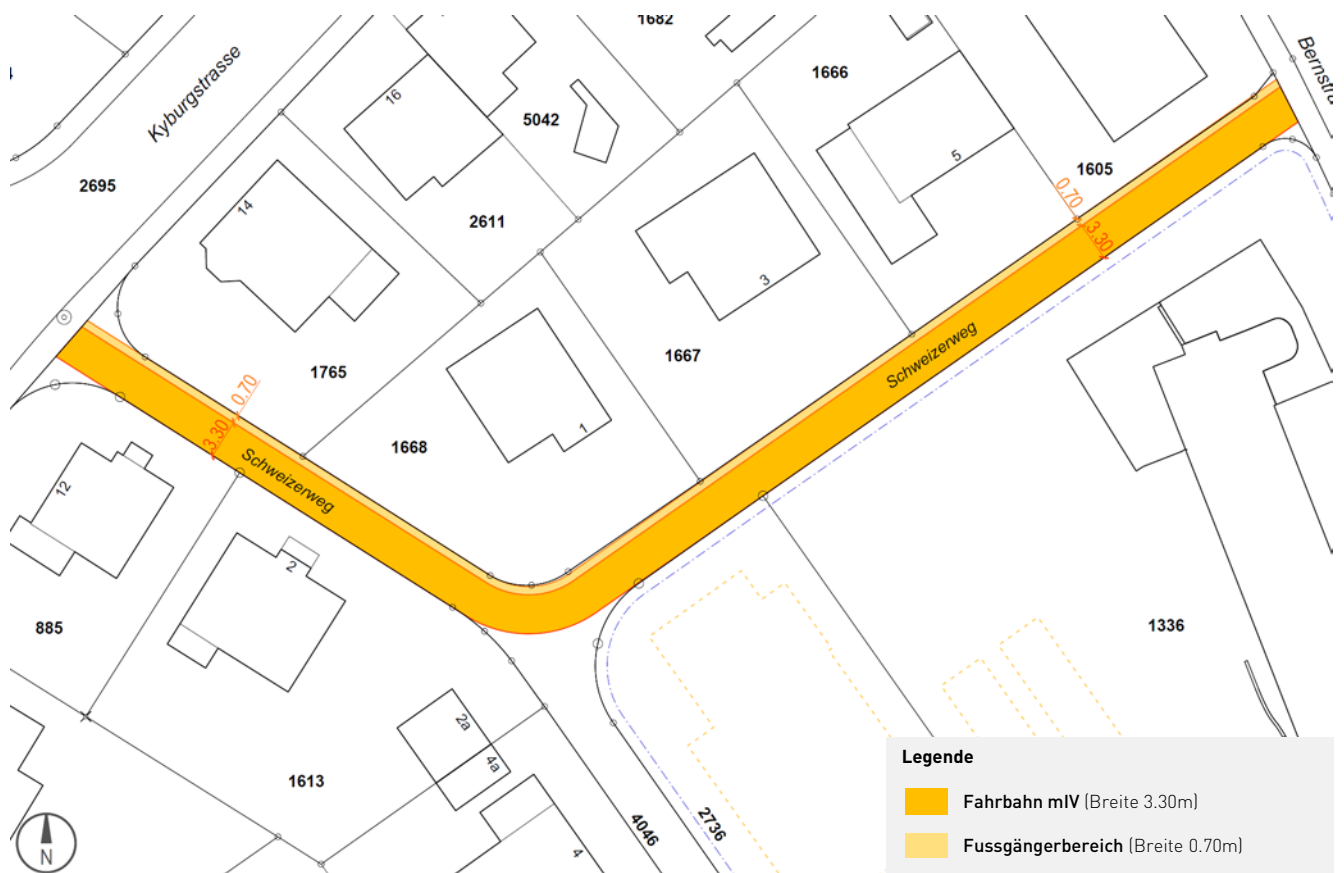 1682
Bernstra
1666
16
Kyburgstrasse
5042
5
1605
2695
0.70
14
2611
3.30
3
Schweizerweg
1667
1765
0.70
3.30
1668
1
Schweizerweg
12
2
885
1336
2a
4a
1613
4046
2736
4
N
Legende
Fahrbahn mIV (Breite 3.30m)
Fussgängerbereich (Breite 0.70m)